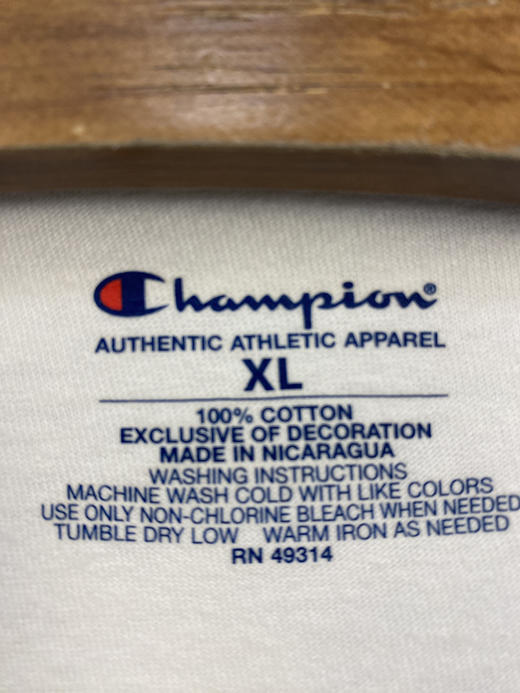 Champion®
AUTHENTIC ATHLETIC APPAREL
XL
100% COTTON
EXCLUSIVE OF DECORATION
MADE IN NICARAGUA
WASHING INSTRUCTIONS
MACHINE WASH COLD WITH LIKE COLORS
USE ONLY NON-CHLORINE BLEACH WHEN NEEDED
TUMBLE DRY LOW WARM IRON AS NEEDED
RN 49314